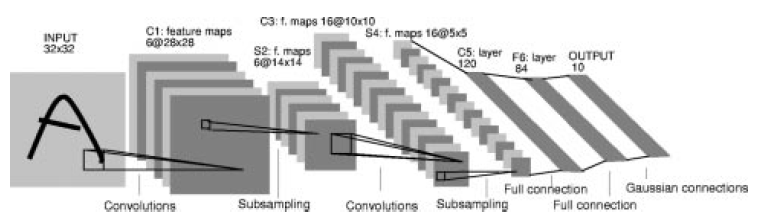 INPUT
32x32
C1: feature maps
6@28x28
S2: f. maps
6@14x14
C3: f. maps 16@10x10
S4: f. maps 16@5x5
C5: layer
120
F6: layer
84
OUTPUT
10
A
Convolutions
Subsampling
Convolutions
Subsampling
Full connection
Full connection
Gaussian connections